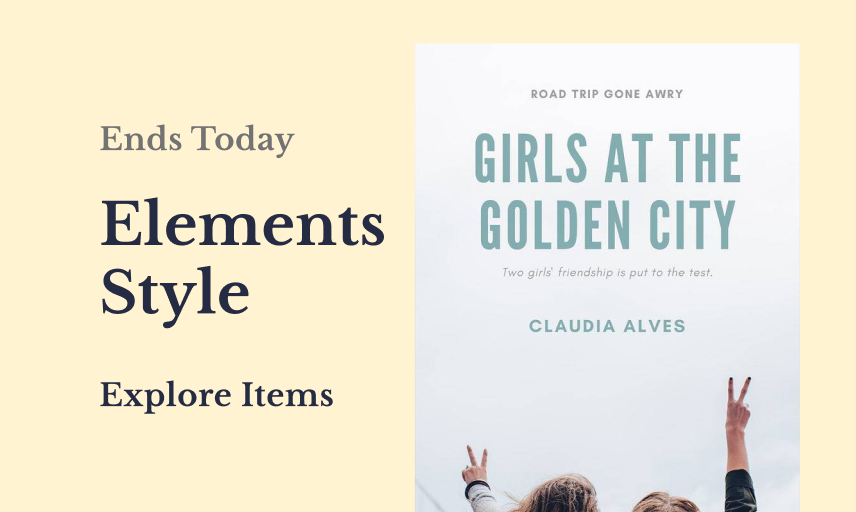 Ends Today
Elements
Style
Explore Items
ROAD TRIP GONE AWRY
GIRLS AT THE
GOLDEN CITY
Two girls' friendship is put to the test.
CLAUDIA ALVES